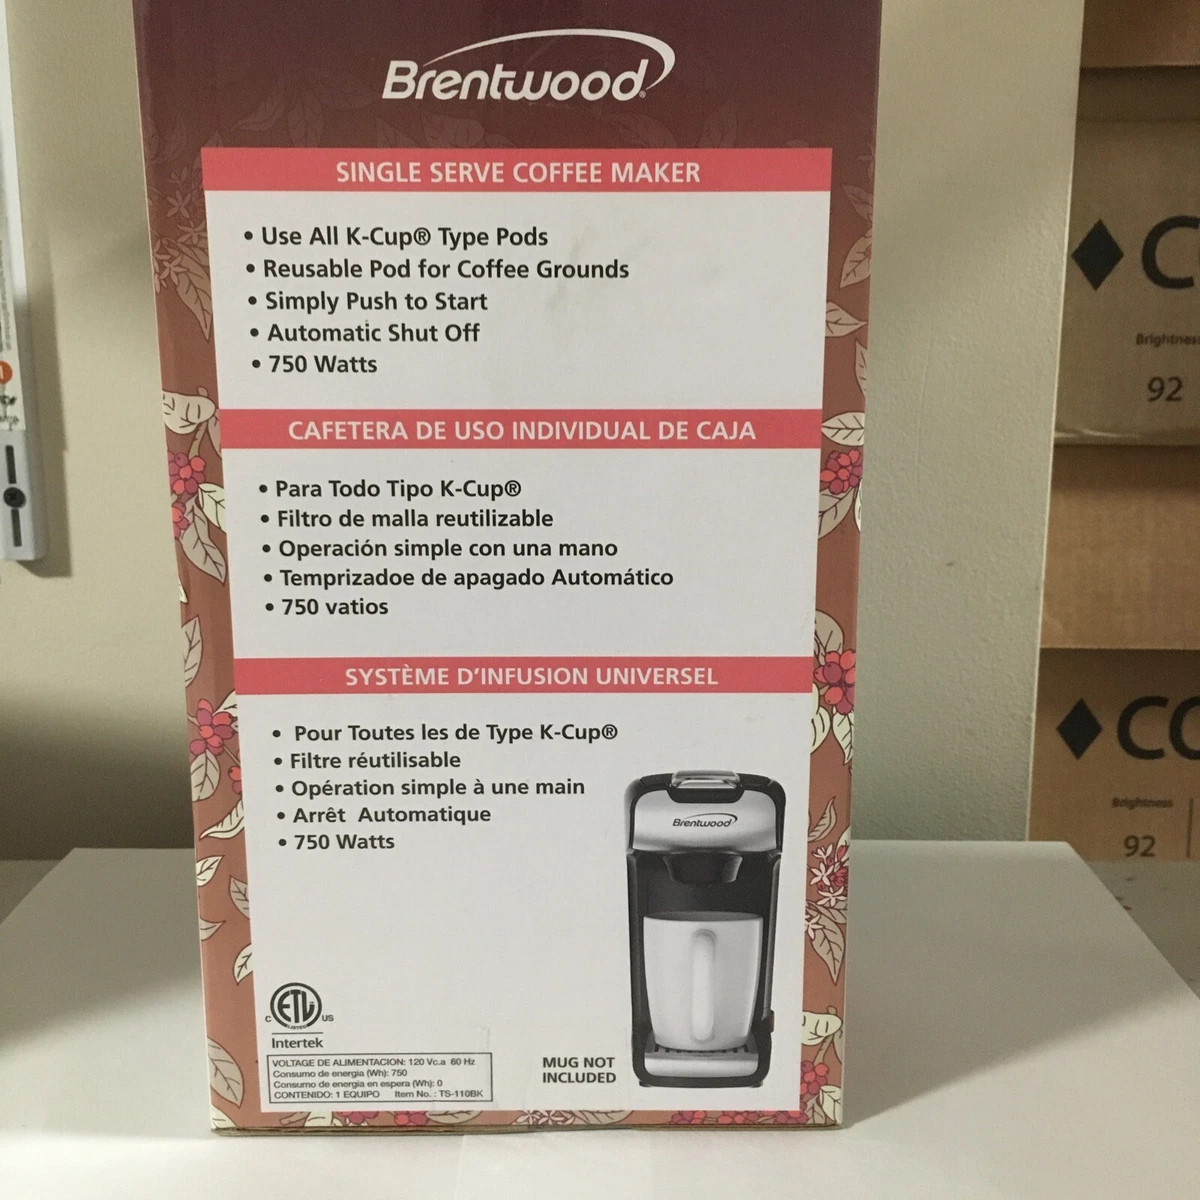 Brentwood®
SINGLE SERVE COFFEE MAKER
• Use All K-Cup® Type Pods
• Reusable Pod for Coffee Grounds
• Simply Push to Start
• Automatic Shut Off
• 750 Watts
CAFETERA DE USO INDIVIDUAL DE CAJA
• Para Todo Tipo K-Cup®
• Filtro de malla reutilizable
• Operación simple con una mano
• Temprizadoe de apagado Automático
• 750 vatios
SYSTÈME D'INFUSION UNIVERSEL
• Pour Toutes les de Type K-Cup®
• Filtre réutilisable
• Opération simple à une main
• Arrêt Automatique
• 750 Watts
Brentwood
C ETL US
LISTED
Intertek
VOLTAGE DE ALIMENTACION: 120 Vc.a 60 Hz
Consumo de energia (Wh): 750
Consumo de energia en espera (Wh): 0
CONTENIDO: 1 EQUIPO Item No. : TS-110BK
MUG NOT
INCLUDED
Brightness
92
Brightness
92